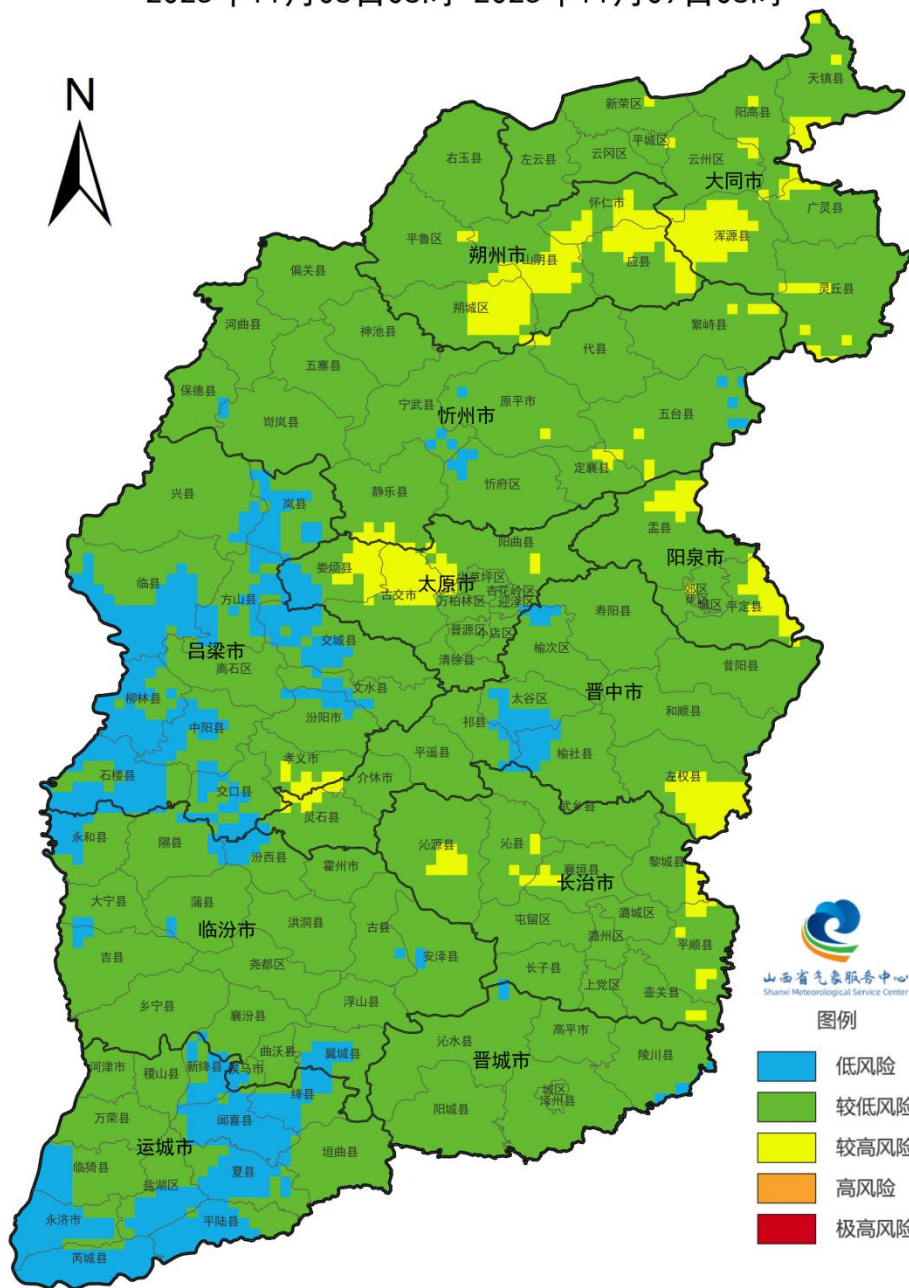 N
天镇县
新荣区
阳高县
平城区
右玉县
左云县
云冈区
云州区
大同市
怀仁市
广灵县
平鲁区
浑源县
朔州市
山阴县
应县
偏关县
灵丘县
朔城区
河曲县
神池县
繁峙县
代县
五寨县
保德县
宁武县
原平市
忻州市
五台县
岢岚县
定襄县
静乐县
忻府区
兴县
岚县
盂县
阳曲县
娄烦县
阳泉市
临县
太原市
古交市
杏花岭区
万柏林区
迎泽区
郊区
城区
平定县
方山县
寿阳县
晋源区
小店区
交城县
吕梁市
榆次区
离石区
清徐县
昔阳县
文水县
太谷区
晋中市
柳林县
汾阳市
和顺县
中阳县
祁县
平遥县
榆社县
孝义市
石楼县
介休市
左权县
交口县
灵石县
武乡县
永和县
隰县
沁源县
沁县
汾西县
襄垣县
黎城县
霍州市
长治市
大宁县
蒲县
潞城区
临汾市
洪洞县
古县
屯留区
潞州区
平顺县
吉县
尧都区
安泽县
长子县
上党区
壶关县
山西省气象服务中心
Shanxi Meteorological Service Center
乡宁县
浮山县
襄汾县
图例
高平市
沁水县
曲沃县
翼城县
晋城市
陵川县
河津市
新绛县
侯马市
稷山县
低风险
绛县
城区
泽州县
万荣县
闻喜县
阳城县
较低风险
运城市
垣曲县
临猗县
夏县
较高风险
盐湖区
高风险
永济市
平陆县
极高风险
芮城县